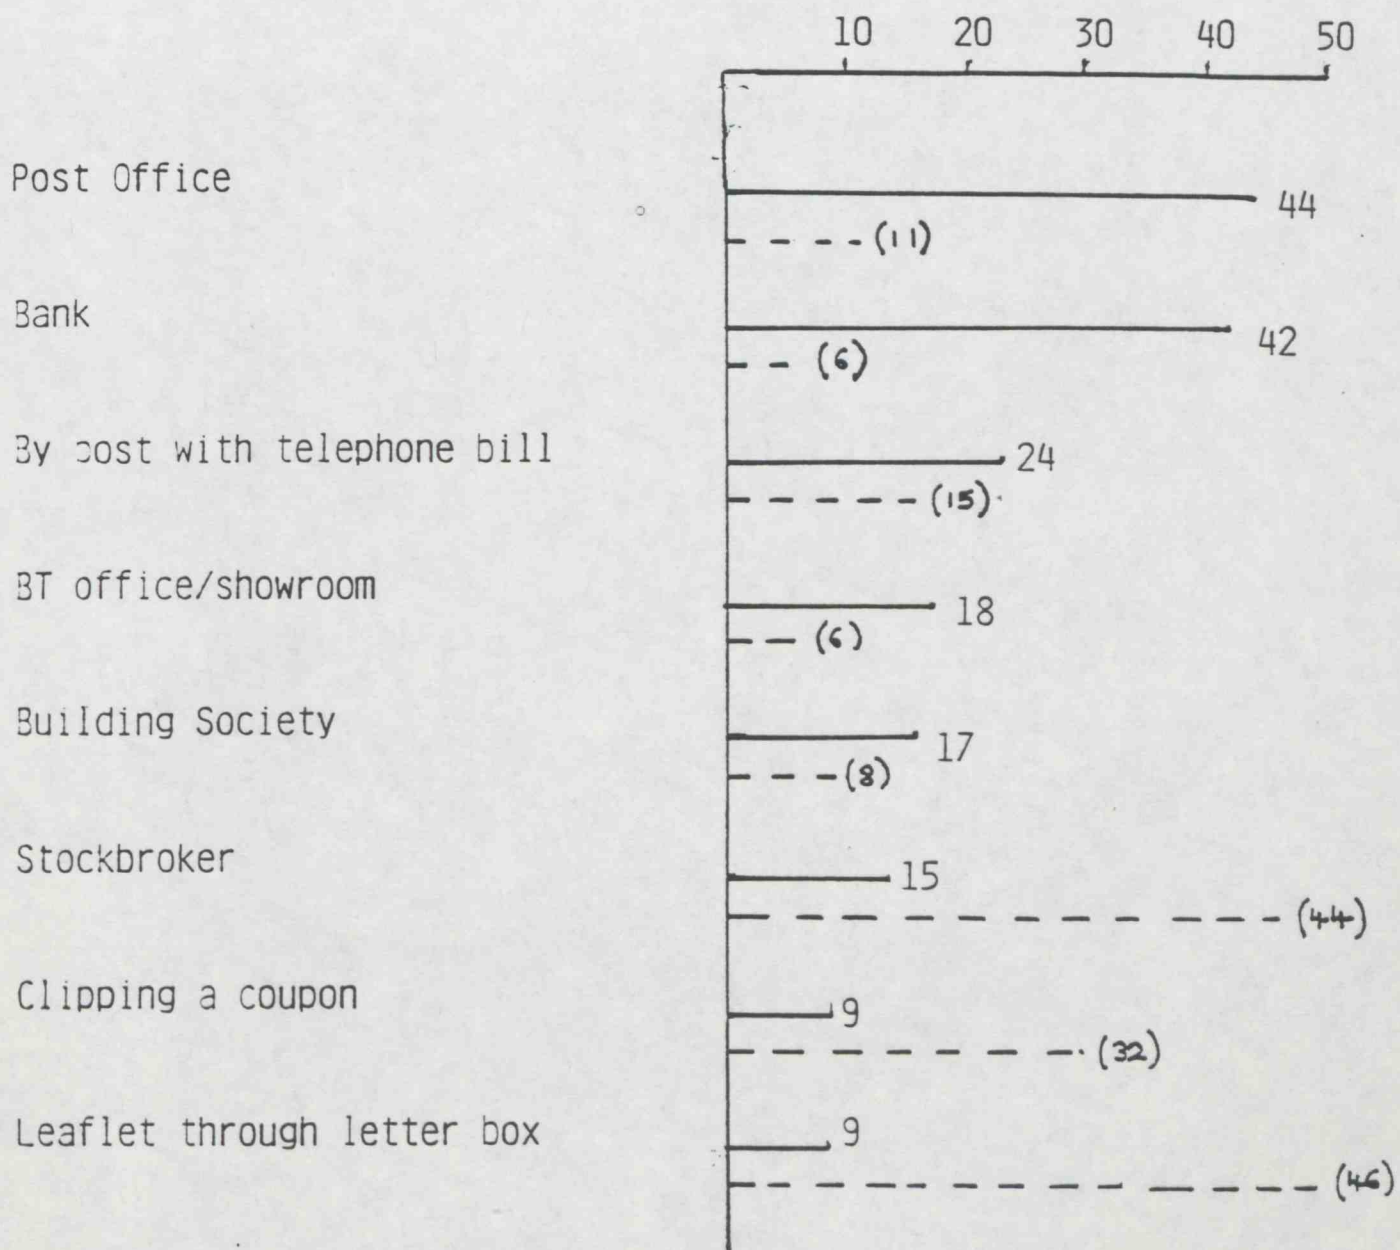 10 20 30 40 50
Post Office
44
(11)
Bank
42
(6)
By post with telephone bill
24
(15)
BT office/showroom
18
(6)
Building Society
17
(8)
Stockbroker
15
(44)
Clipping a coupon
9
(32)
Leaflet through letter box
9
(46)